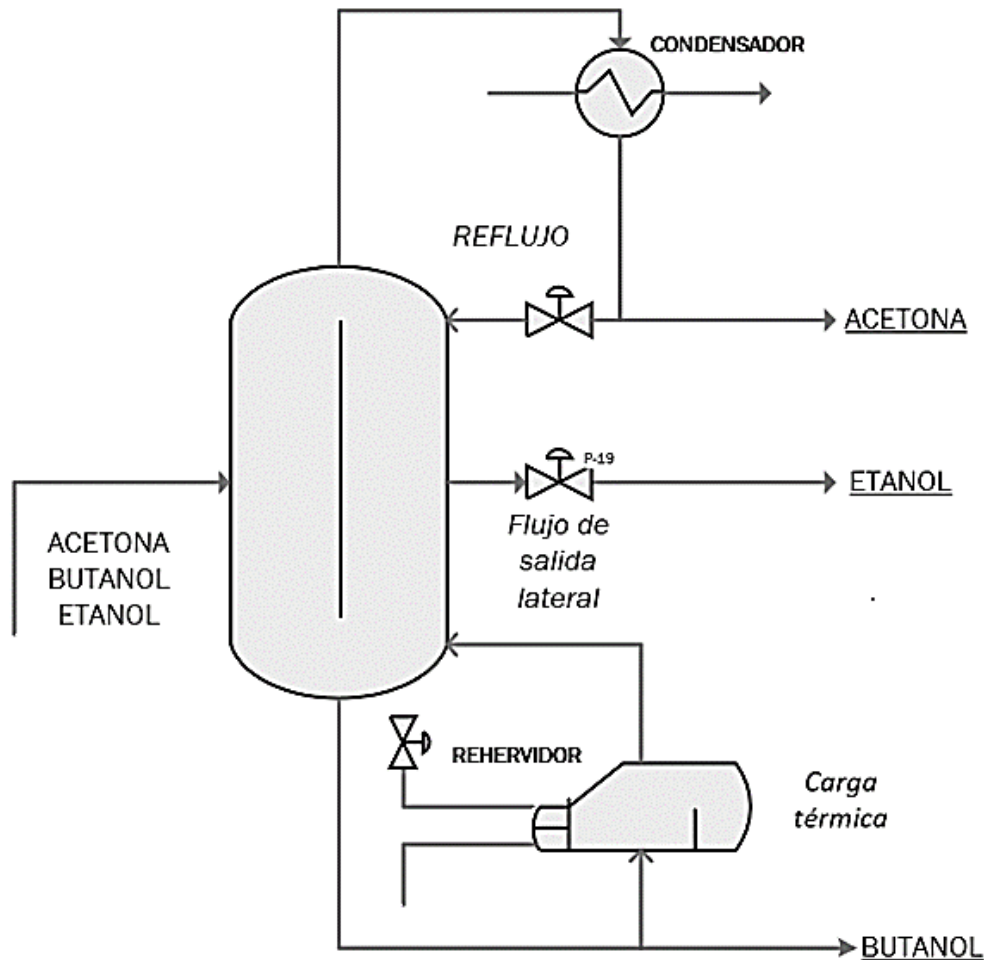 CONDENSADOR
REFLUJO
ACETONA
P-19
ETANOL
Flujo de
salida
lateral
ACETONA
BUTANOL
ETANOL
REHERVIDOR
Carga
térmica
BUTANOL